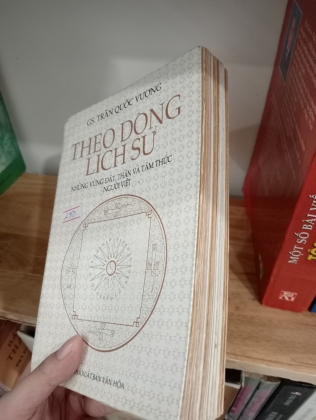 GS. TRẦN QUỐC VƯỢNG
THEO DÒNG
LỊCH SỬ
NHỮNG VÙNG ĐẤT, THẦN VÀ TÂM THỨC
NGƯỜI VIỆT
NHÀ XUẤT BẢN VĂN HÓA
MỘT SỐ BÀI